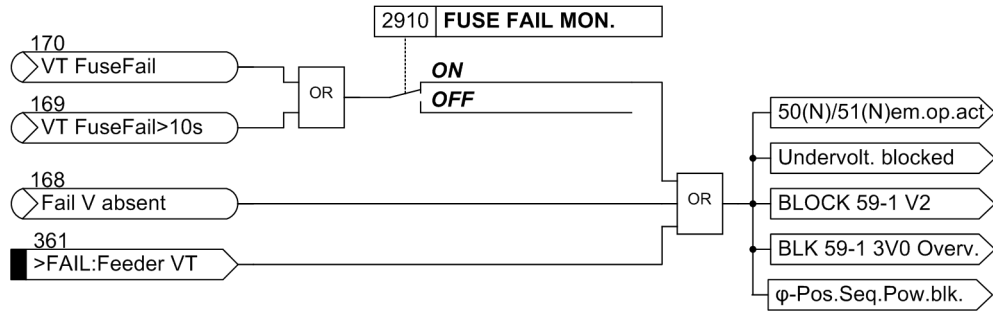 2910 FUSE FAIL MON.
170
VT FuseFail
ON
OR
OFF
169
VT FuseFail>10s
50(N)/51(N)em.op.act
Undervolt. blocked
168
Fail V absent
OR
BLOCK 59-1 V2
361
>FAIL:Feeder VT
BLK 59-1 3V0 Overv.
φ-Pos.Seq.Pow.blk.